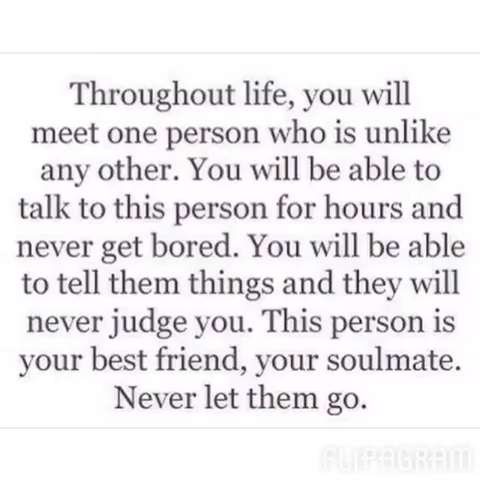 Throughout life, you will
meet one person who is unlike
any other. You will be able to
talk to this person for hours and
never get bored. You will be able
to tell them things and they will
never judge you. This person is
your best friend, your soulmate.
Never let them go.
FLIPAGRAM